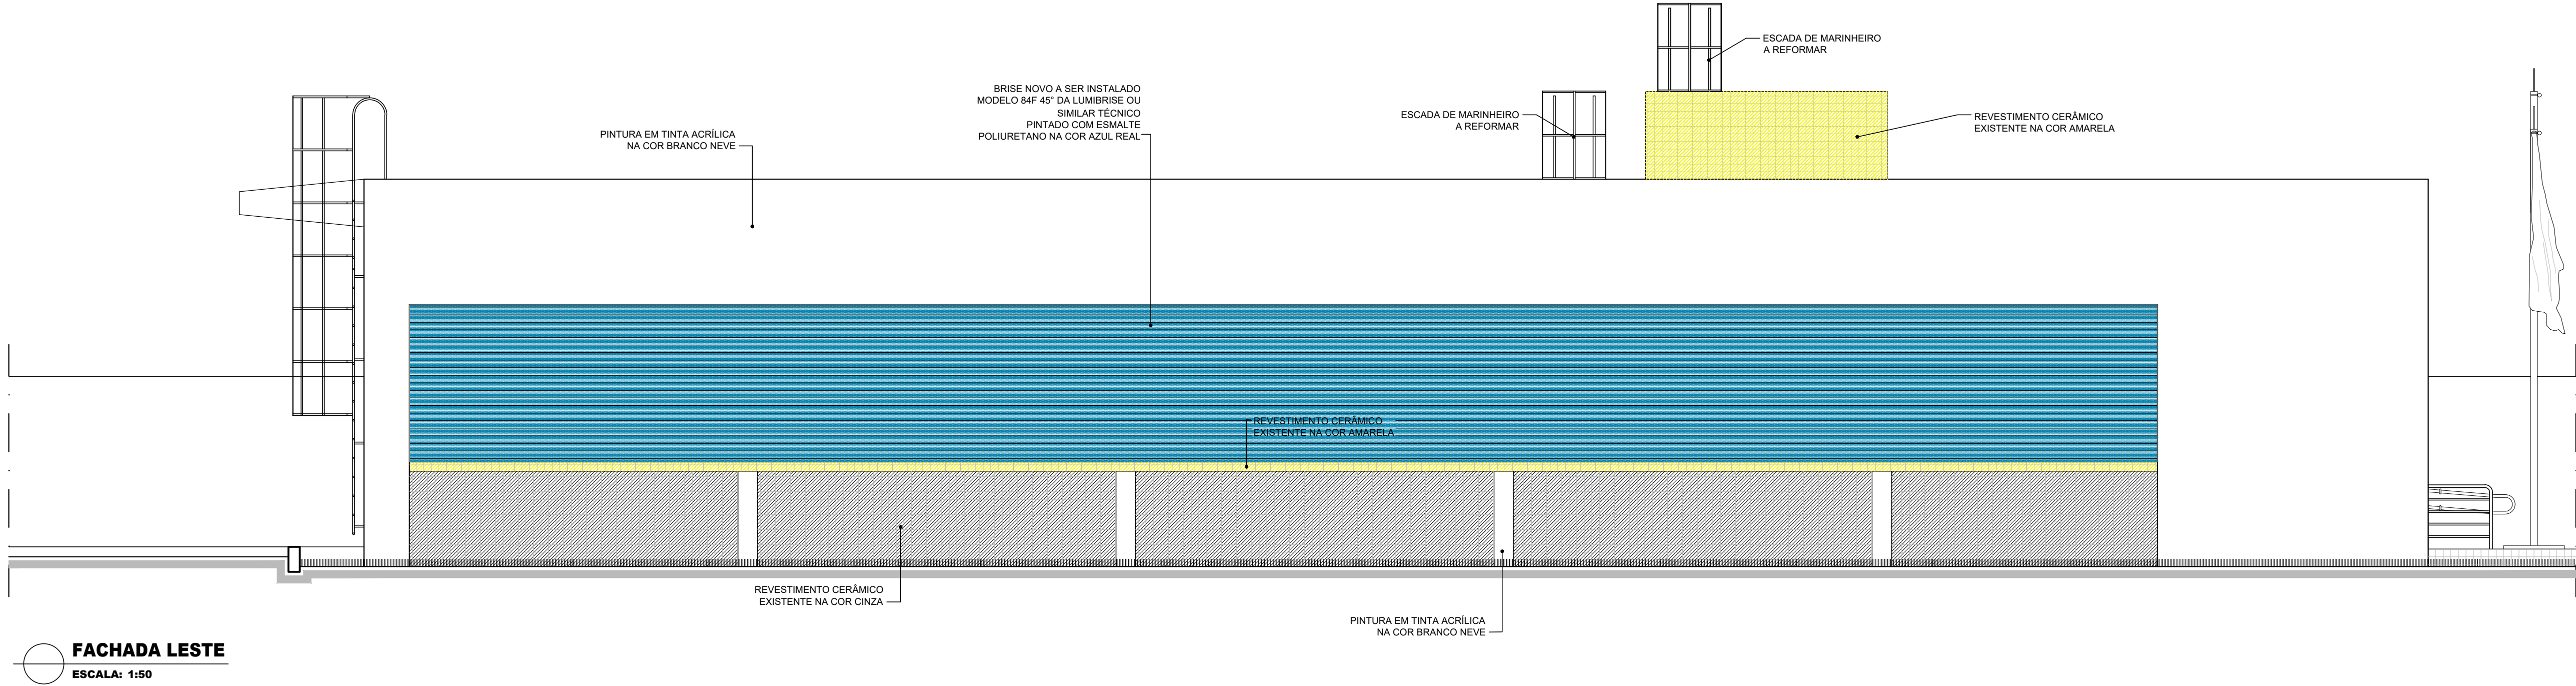 ESCADA DE MARINHEIRO
A REFORMAR
BRISE NOVO A SER INSTALADO
MODELO 84F 45° DA LUMIBRISE OU
SIMILAR TÉCNICO
PINTADO COM ESMALTE
POLIURETANO NA COR AZUL REAL
ESCADA DE MARINHEIRO
A REFORMAR
REVESTIMENTO CERÂMICO
EXISTENTE NA COR AMARELA
PINTURA EM TINTA ACRÍLICA
NA COR BRANCO NEVE
REVESTIMENTO CERÂMICO
EXISTENTE NA COR AMARELA
REVESTIMENTO CERÂMICO
EXISTENTE NA COR CINZA
PINTURA EM TINTA ACRÍLICA
NA COR BRANCO NEVE
FACHADA LESTE
ESCALA: 1:50